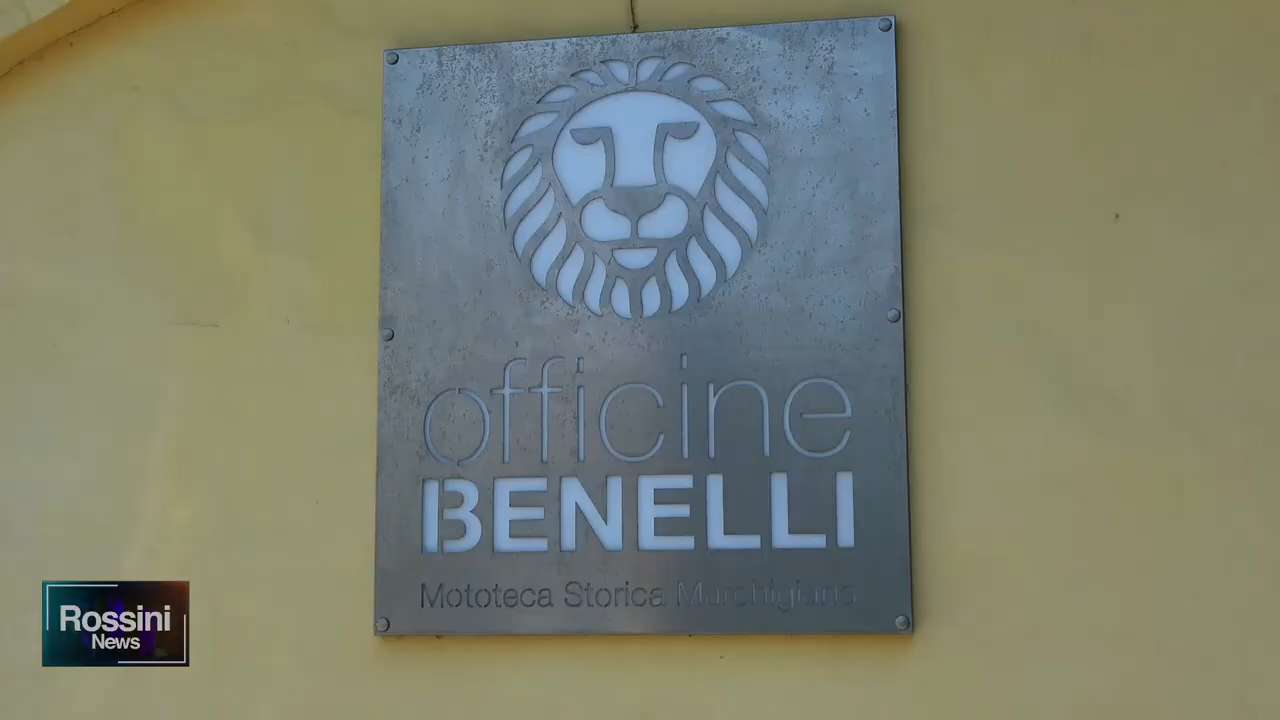 officine
BENELLI
Mototeca Storica Marchigiana
Rossini
News